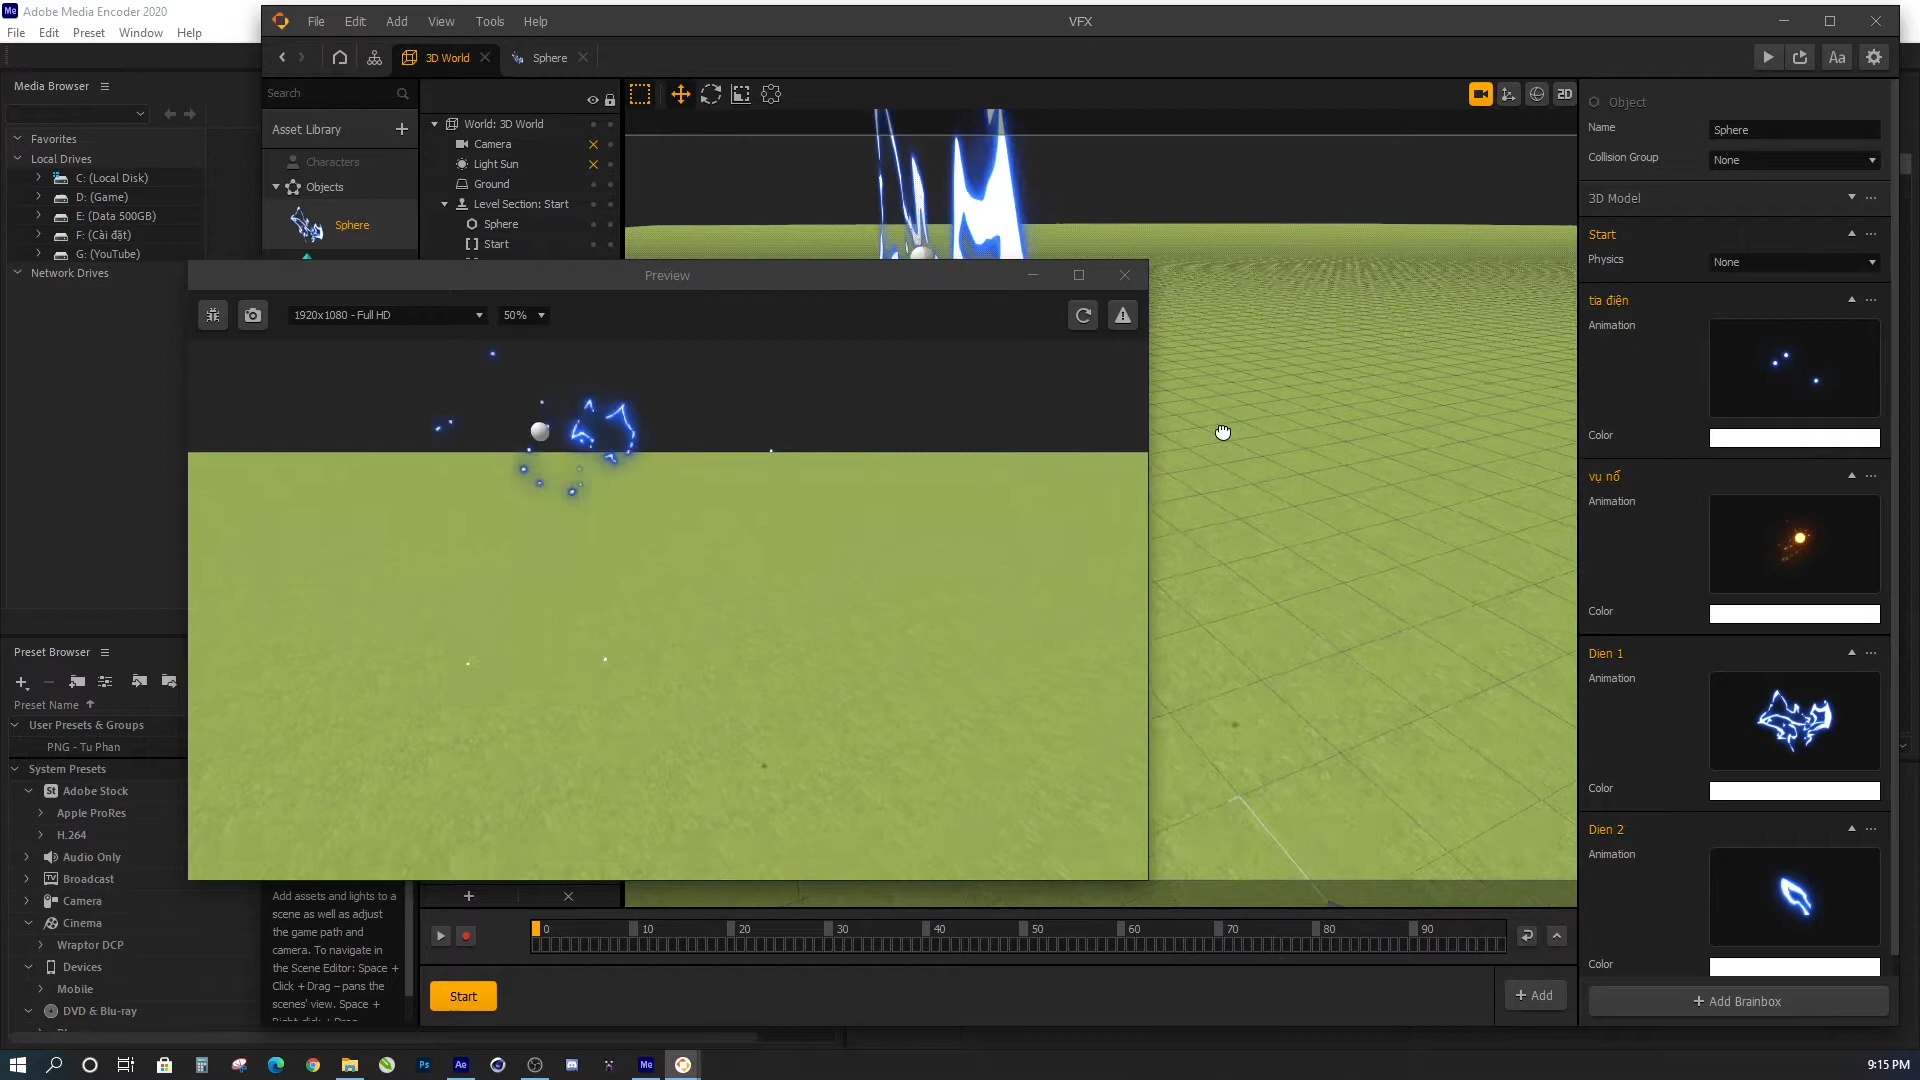 Adobe Media Encoder 2020
File Edit Preset Window Help
Media Browser
Favorites
Local Drives
C: (Local Disk)
D: (Game)
E: (Data 500GB)
F: (Cài đặt)
G: (YouTube)
Network Drives
Preset Browser
Preset Name
User Presets & Groups
PNG - Tu Phan
System Presets
Adobe Stock
Apple ProRes
H.264
Audio Only
Broadcast
Camera
Cinema
Wraptor DCP
Devices
Mobile
DVD & Blu-ray
File Edit Add View Tools Help
VFX
3D World
Sphere
Aa
Search
Asset Library
Characters
Objects
Sphere
World: 3D World
Camera
Light Sun
Ground
Level Section: Start
Sphere
Start
2D
Preview
1920x1080 - Full HD
50%
Add assets and lights to a
scene as well as adjust
the game path and
camera. To navigate in
the Scene Editor: Space +
Click + Drag – pans the
scenes' view. Space +
0 10 20 30 40 50 60 70 80 90
Start
+ Add
Object
Name Sphere
Collision Group None
3D Model
Start
Physics None
tia điện
Animation
Color
vụ nổ
Animation
Color
Dien 1
Animation
Color
Dien 2
Animation
Color
+ Add Brainbox
9:15 PM